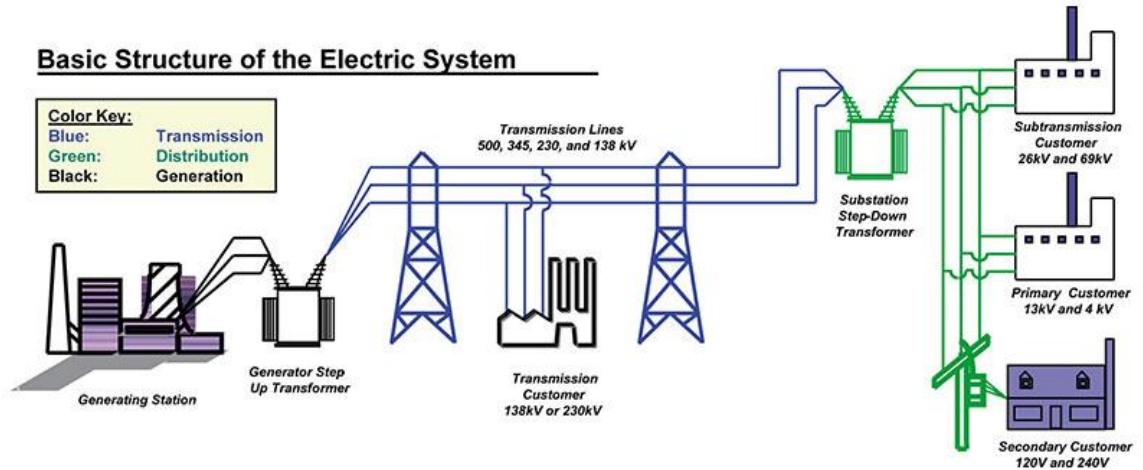 Basic Structure of the Electric System
Color Key:
Blue: Transmission
Green: Distribution
Black: Generation
Transmission Lines
500, 345, 230, and 138 kV
Subtransmission
Customer
26kV and 69kV
Substation
Step-Down
Transformer
Primary Customer
13kV and 4 kV
Generating Station
Generator Step
Up Transformer
Transmission
Customer
138kV or 230kV
Secondary Customer
120V and 240V